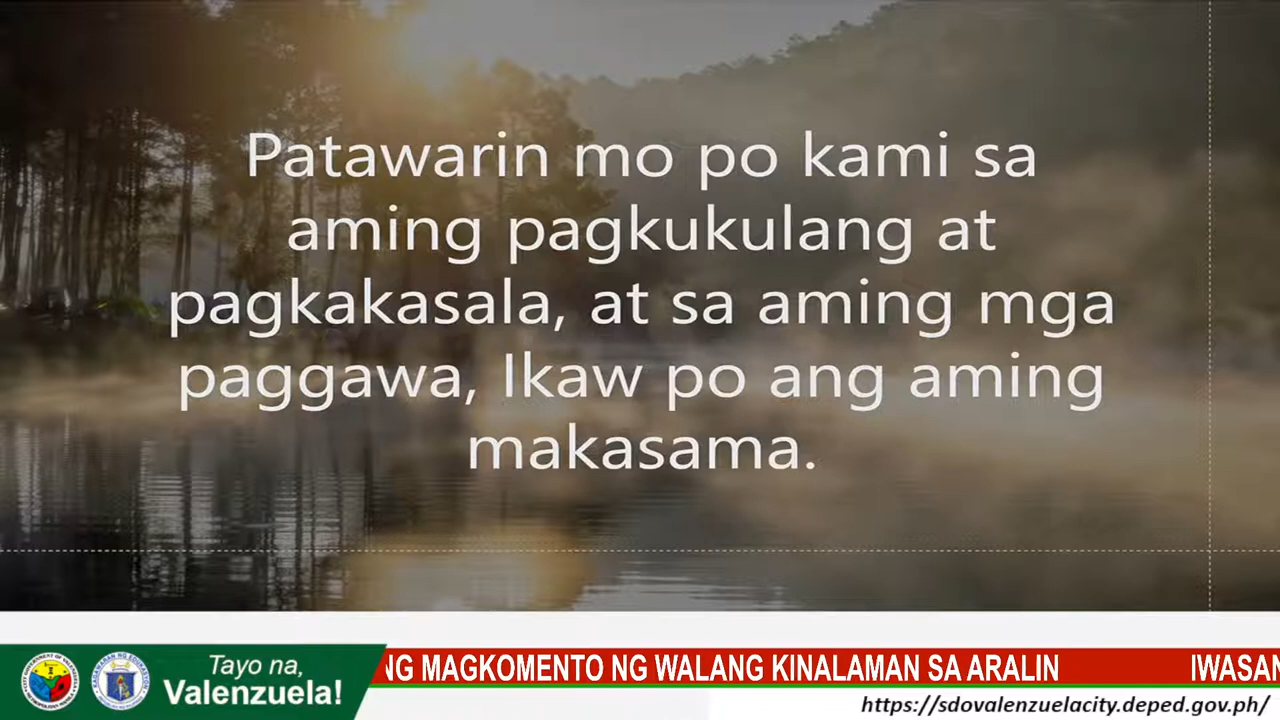 Patawarin mo po kami sa
aming pagkukulang at
pagkakasala, at sa aming mga
paggawa, Ikaw po ang aming
makasama.
Tayo na,
Valenzuela!
NG MAGKOMENTO NG WALANG KINALAMAN SA ARALIN IWASAN
https://sdovalenzuelacity.deped.gov.ph/